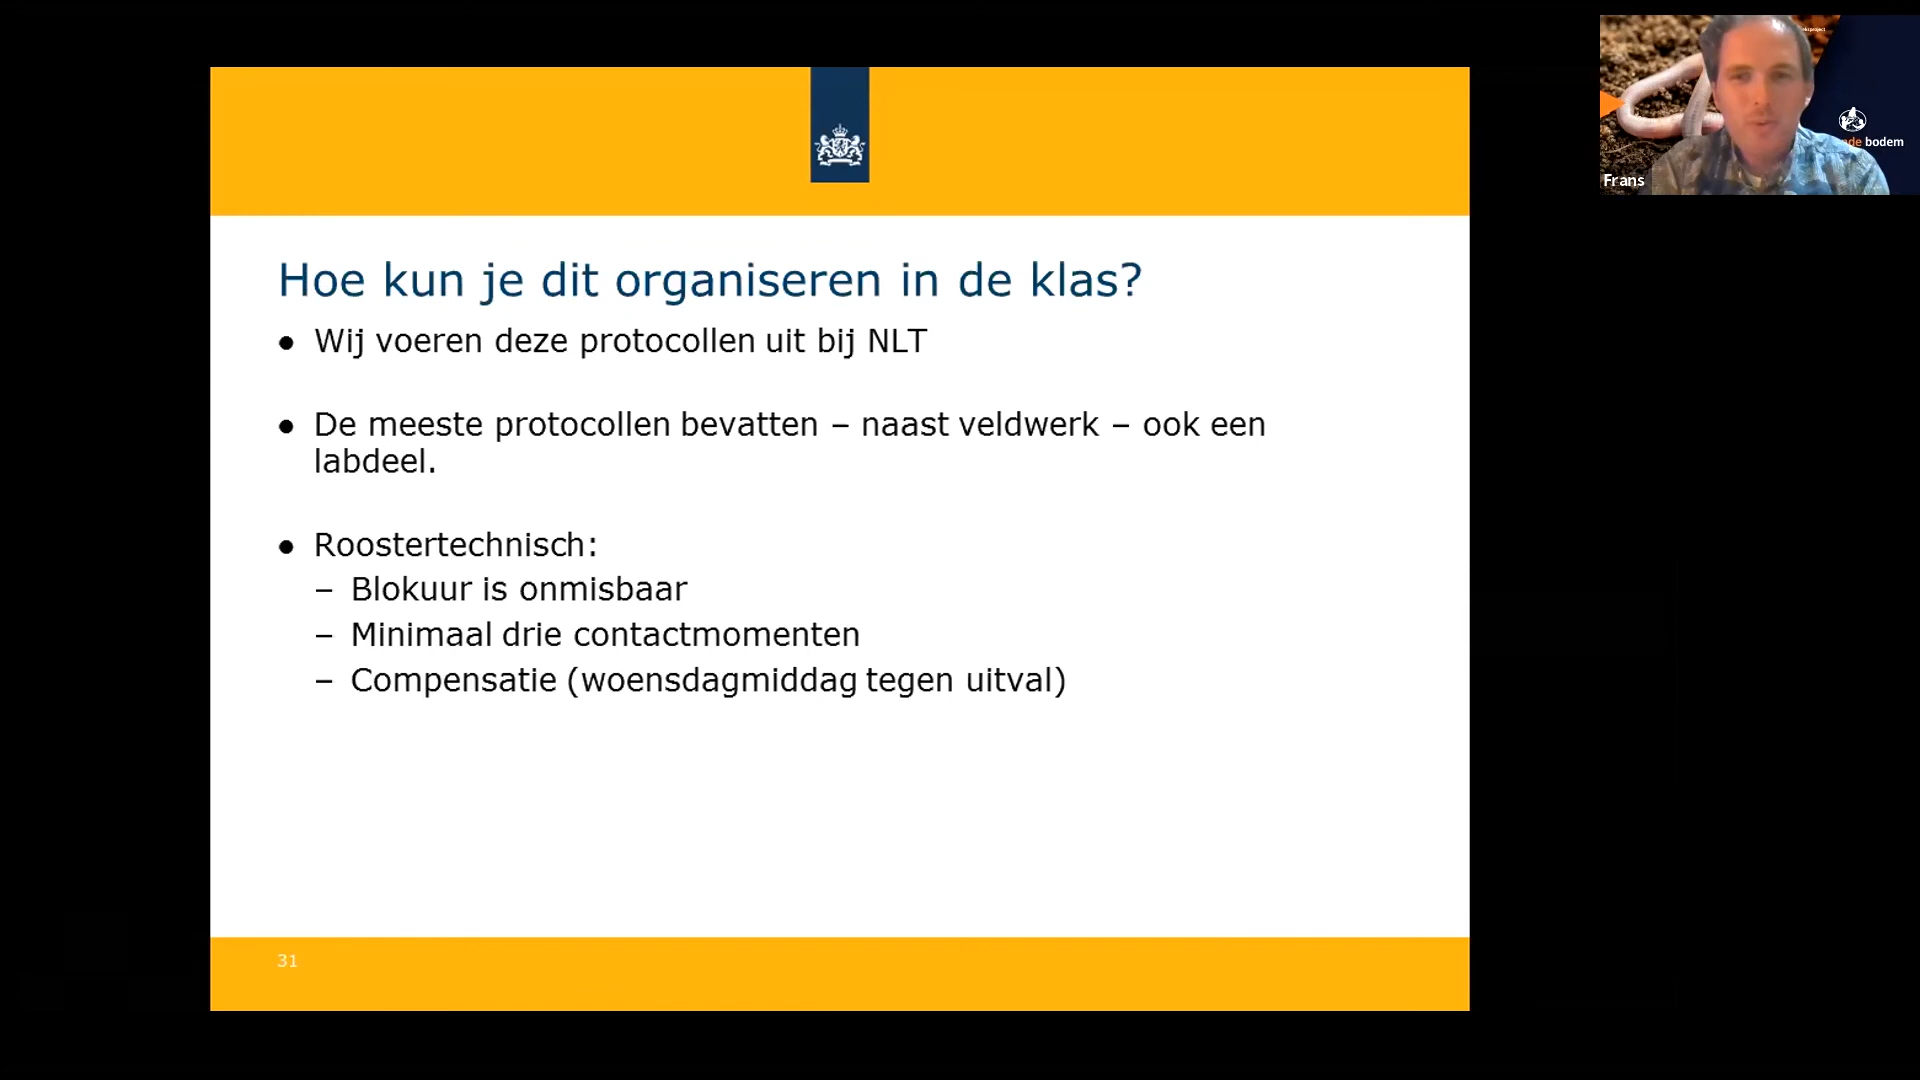 Hoe kun je dit organiseren in de klas?
● Wij voeren deze protocollen uit bij NLT
● De meeste protocollen bevatten – naast veldwerk – ook een
labdeel.
● Roostertechnisch:
– Blokuur is onmisbaar
– Minimaal drie contactmomenten
– Compensatie (woensdagmiddag tegen uitval)
31
bodem
Frans